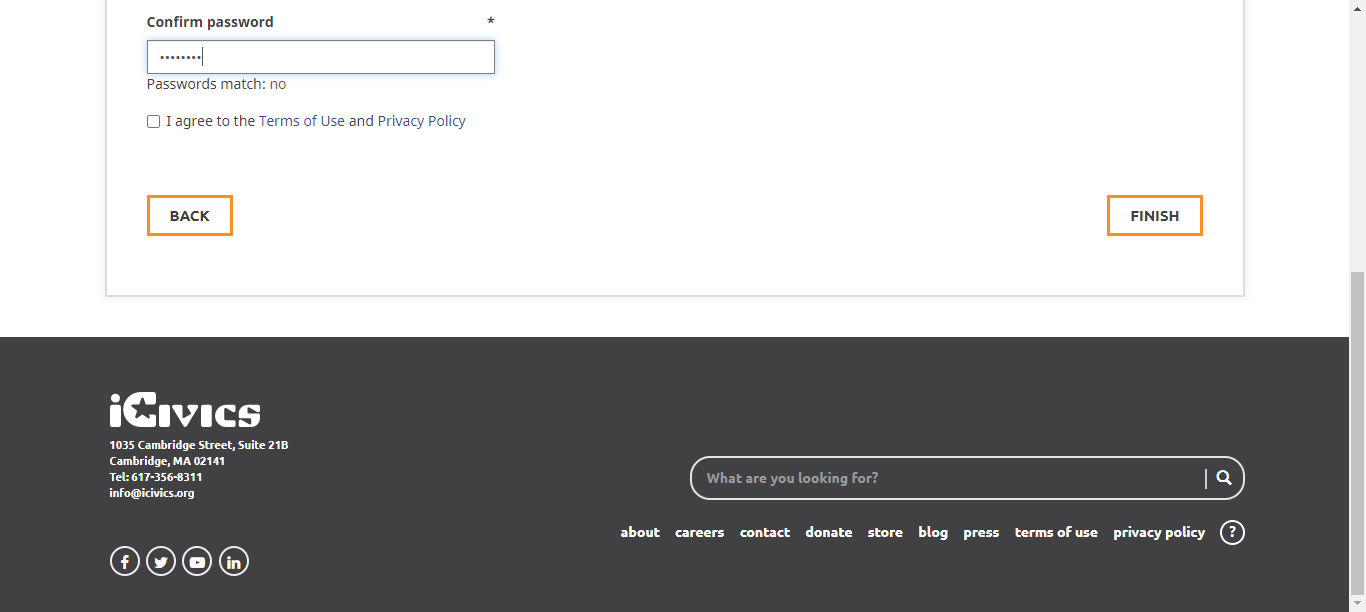 Confirm password *
••••••••
Passwords match: no
I agree to the Terms of Use and Privacy Policy
BACK FINISH
iCivics
1035 Cambridge Street, Suite 21B
Cambridge, MA 02141
Tel: 617-356-8311
info@icivics.org
What are you looking for?
about careers contact donate store blog press terms of use privacy policy ?